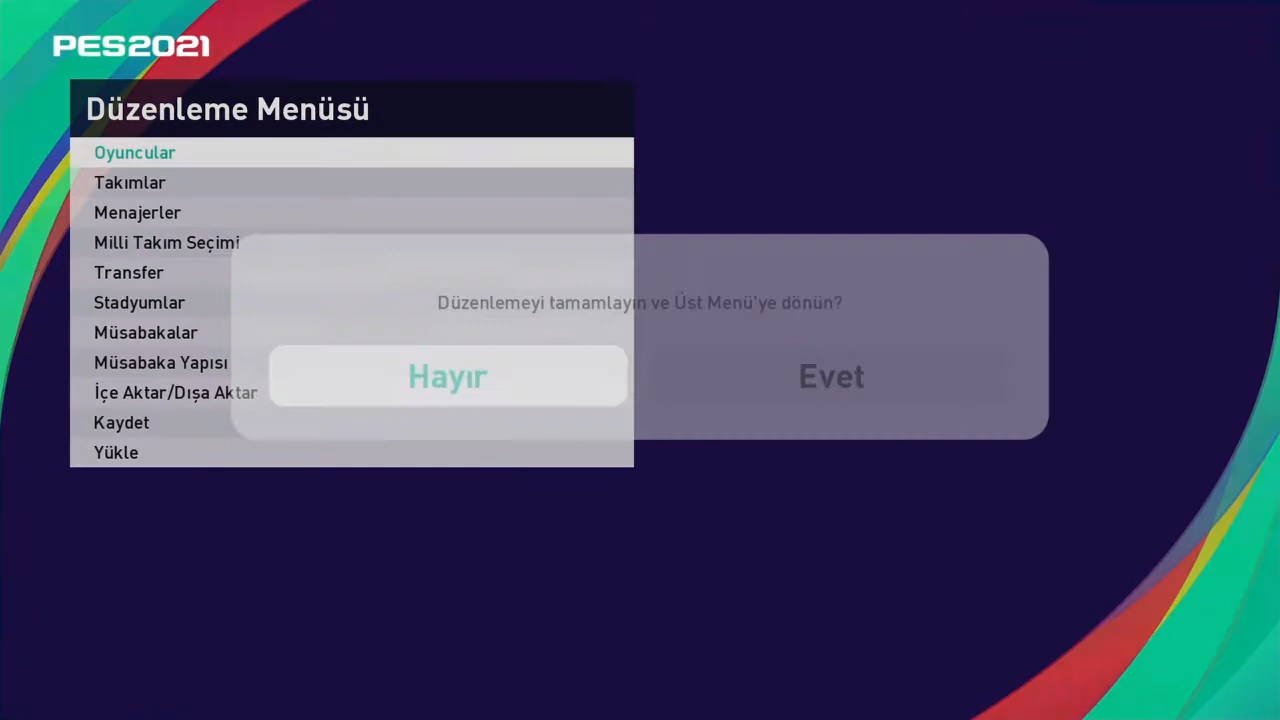 PES2021
Düzenleme Menüsü
Oyuncular
Takımlar
Menajerler
Milli Takım Seçimi
Transfer
Stadyumlar
Müsabakalar
Müsabaka Yapısı
İçe Aktar/Dışa Aktar
Kaydet
Yükle
Düzenlemeyi tamamlayın ve Üst Menü'ye dönün?
Hayır
Evet